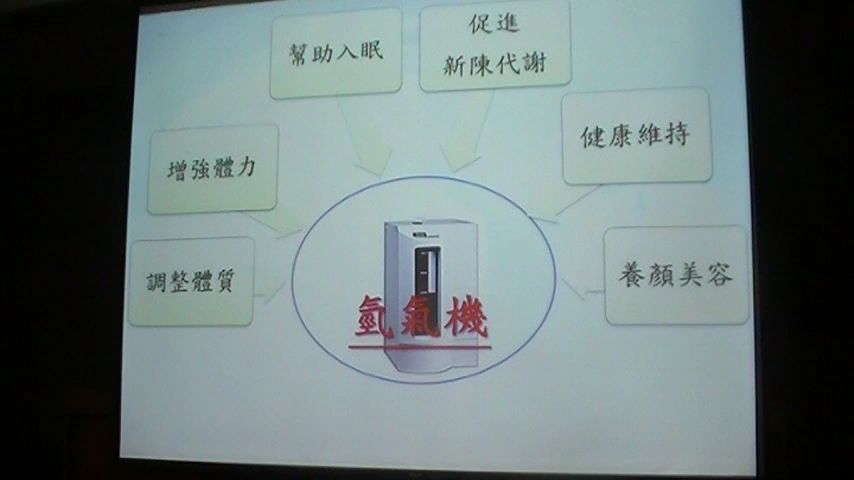 幫助入眠
促進
新陳代謝
增強體力
健康維持
調整體質
養顏美容
氫氣機